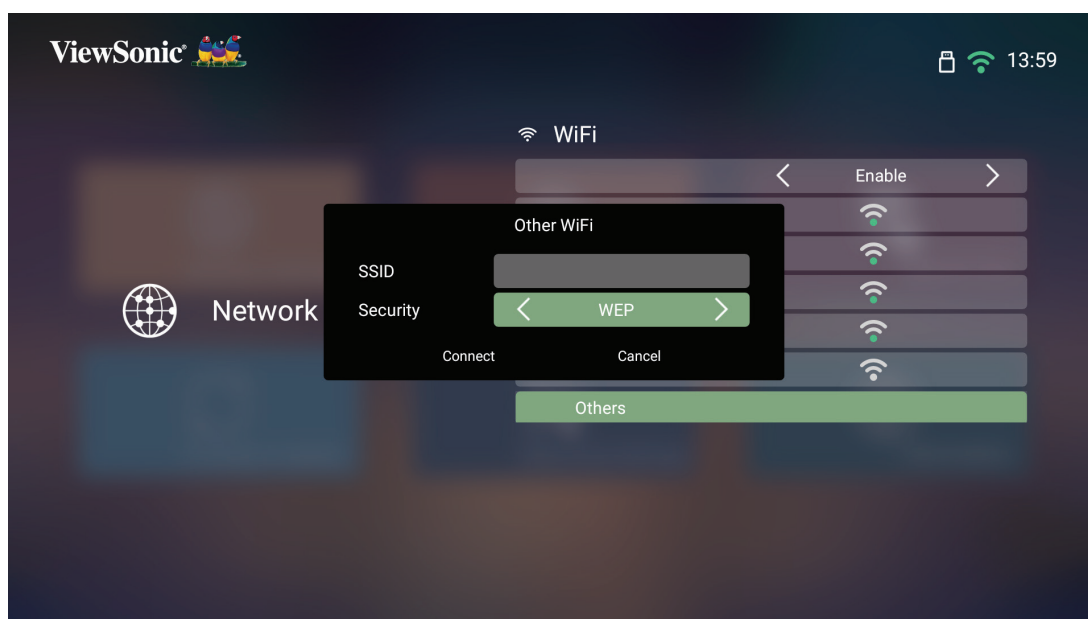 ViewSonic®
13:59
WiFi
Enable
Other WiFi
SSID
Network
Security
WEP
Connect
Cancel
Others